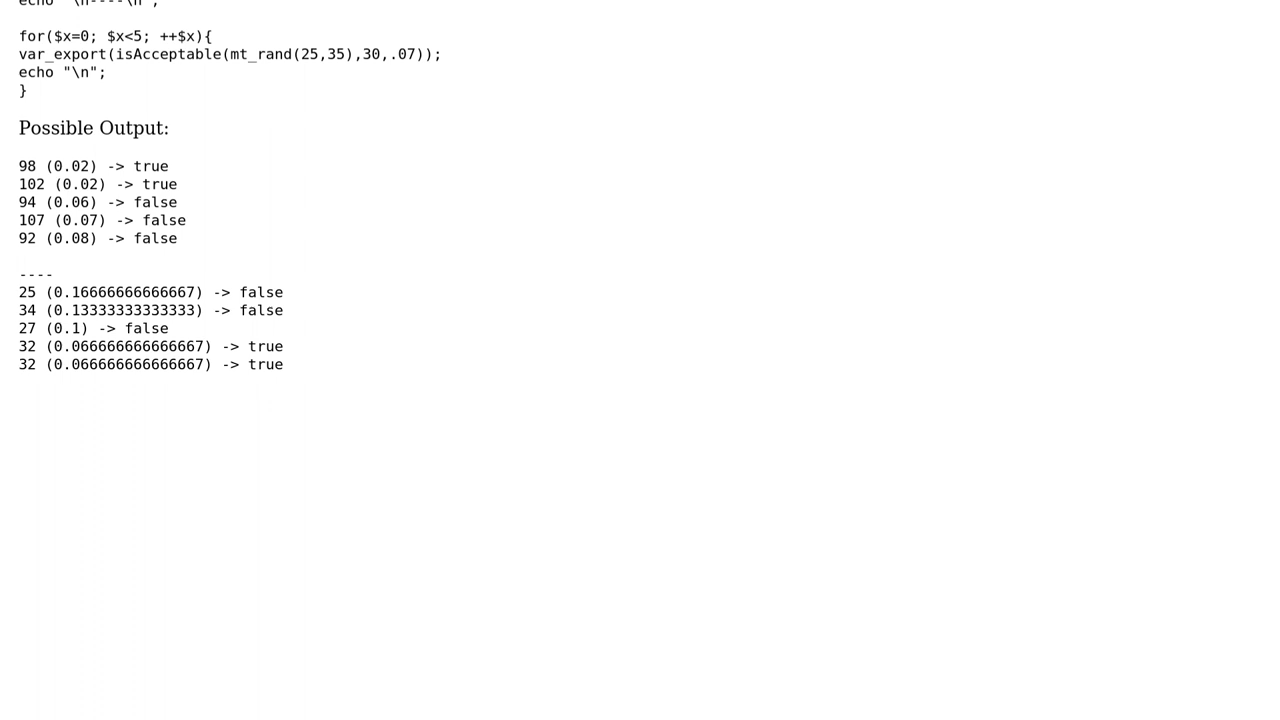 echo "\n----\n";
for($x=0; $x<5; ++$x){
var_export(isAcceptable(mt_rand(25,35),30,.07));
echo "\n";
}
Possible Output:
98 (0.02) -> true
102 (0.02) -> true
94 (0.06) -> false
107 (0.07) -> false
92 (0.08) -> false
----
25 (0.16666666666667) -> false
34 (0.13333333333333) -> false
27 (0.1) -> false
32 (0.066666666666667) -> true
32 (0.066666666666667) -> true